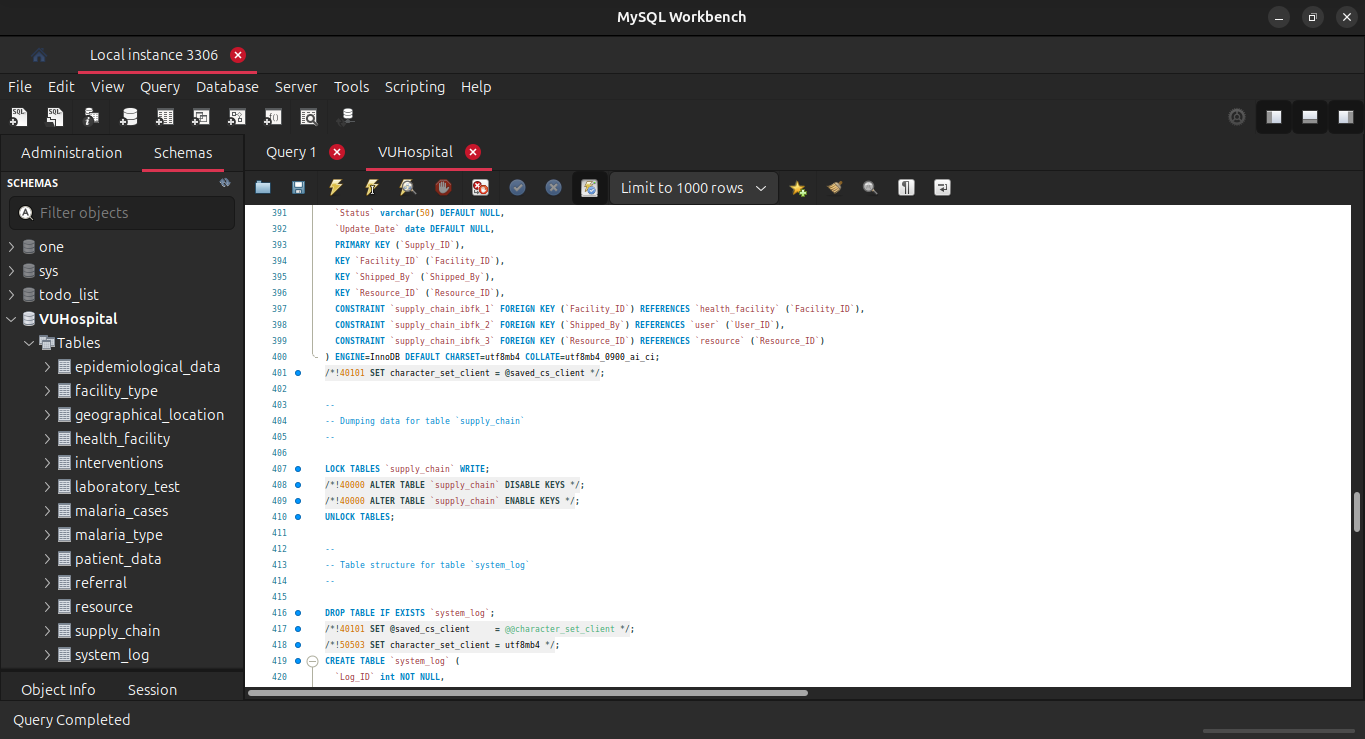 MySQL Workbench
Local instance 3306
File Edit View Query Database Server Tools Scripting Help
Administration Schemas
Query 1 VUHospital
SCHEMAS
Limit to 1000 rows
Filter objects
one
sys
todo_list
VUHospital
Tables
epidemiological_data
facility_type
geographical_location
health_facility
interventions
laboratory_test
malaria_cases
malaria_type
patient_data
referral
resource
supply_chain
system_log
Object Info Session
391 `Status` varchar(50) DEFAULT NULL,
392 `Update_Date` date DEFAULT NULL,
393 PRIMARY KEY (`Supply_ID`),
394 KEY `Facility_ID` (`Facility_ID`),
395 KEY `Shipped_By` (`Shipped_By`),
396 KEY `Resource_ID` (`Resource_ID`),
397 CONSTRAINT `supply_chain_ibfk_1` FOREIGN KEY (`Facility_ID`) REFERENCES `health_facility` (`Facility_ID`),
398 CONSTRAINT `supply_chain_ibfk_2` FOREIGN KEY (`Shipped_By`) REFERENCES `user` (`User_ID`),
399 CONSTRAINT `supply_chain_ibfk_3` FOREIGN KEY (`Resource_ID`) REFERENCES `resource` (`Resource_ID`)
400 ) ENGINE=InnoDB DEFAULT CHARSET=utf8mb4 COLLATE=utf8mb4_0900_ai_ci;
401 /*!40101 SET character_set_client = @saved_cs_client */;
402
403 --
404 -- Dumping data for table `supply_chain`
405 --
406
407 LOCK TABLES `supply_chain` WRITE;
408 /*!40000 ALTER TABLE `supply_chain` DISABLE KEYS */;
409 /*!40000 ALTER TABLE `supply_chain` ENABLE KEYS */;
410 UNLOCK TABLES;
411
412 --
413 -- Table structure for table `system_log`
414 --
415
416 DROP TABLE IF EXISTS `system_log`;
417 /*!40101 SET @saved_cs_client     = @@character_set_client */;
418 /*!50503 SET character_set_client = utf8mb4 */;
419 CREATE TABLE `system_log` (
420 `Log_ID` int NOT NULL,
Query Completed